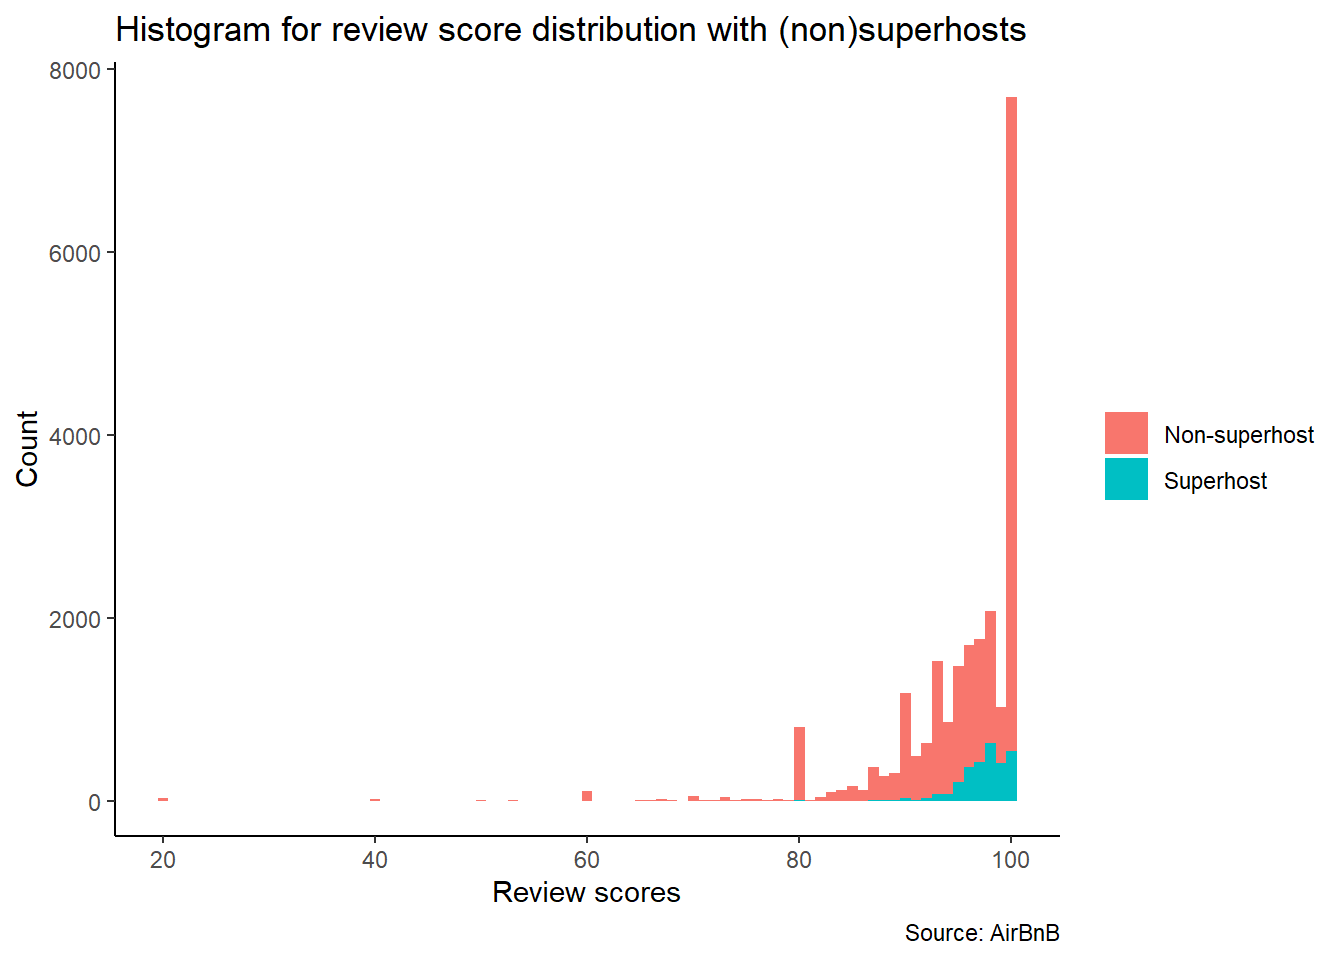 Histogram for review score distribution with (non)superhosts
8000
6000
4000
2000
0
Count
20 40 60 80 100
Review scores
Non-superhost
Superhost
Source: AirBnB